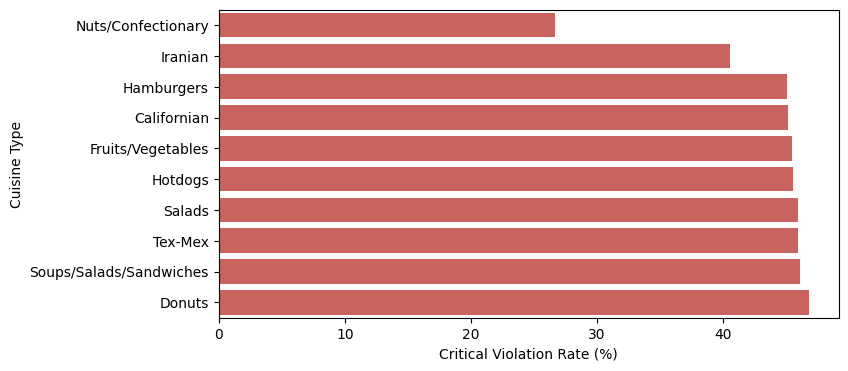 Nuts/Confectionary
Iranian
Hamburgers
Californian
Fruits/Vegetables
Hotdogs
Salads
Tex-Mex
Soups/Salads/Sandwiches
Donuts
Cuisine Type
0 10 20 30 40
Critical Violation Rate (%)